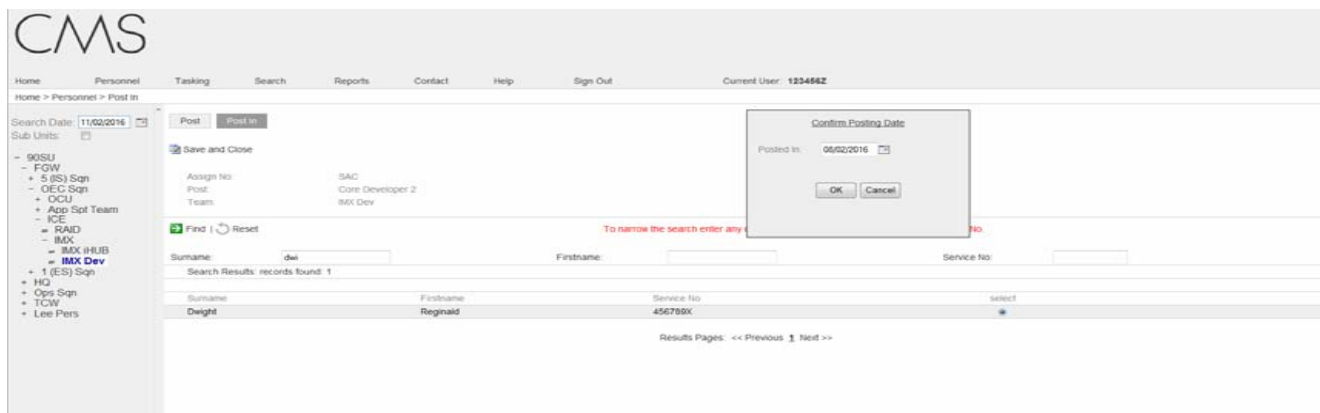 CMS
Home Personnel Tasking Search Reports Contact Help Sign Out Current User: 123456Z
Home > Personnel > Post In
Search Date: 11/02/2016
Sub Units:
- 90SU
- FGW
+ 5 (IS) Sqn
- OEC Sqn
+ OCU
+ App Spt Team
- ICE
RAID
- IMX
IMX iHUB
IMX Dev
+ 1 (ES) Sqn
+ HQ
+ Ops Sqn
+ TCW
+ Lee Pers
Post Post In
Save and Close
Assign No: SAC
Post: Core Developer 2
Team: IMX Dev
Confirm Posting Date
Posted In: 08/02/2016
OK Cancel
Find | Reset
To narrow the search enter any No.
Surname: dwi Firstname: Service No:
Search Results: records found: 1
Surname Firstname Service No select
Dwight Reginald 456789X
Results Pages: << Previous 1 Next >>